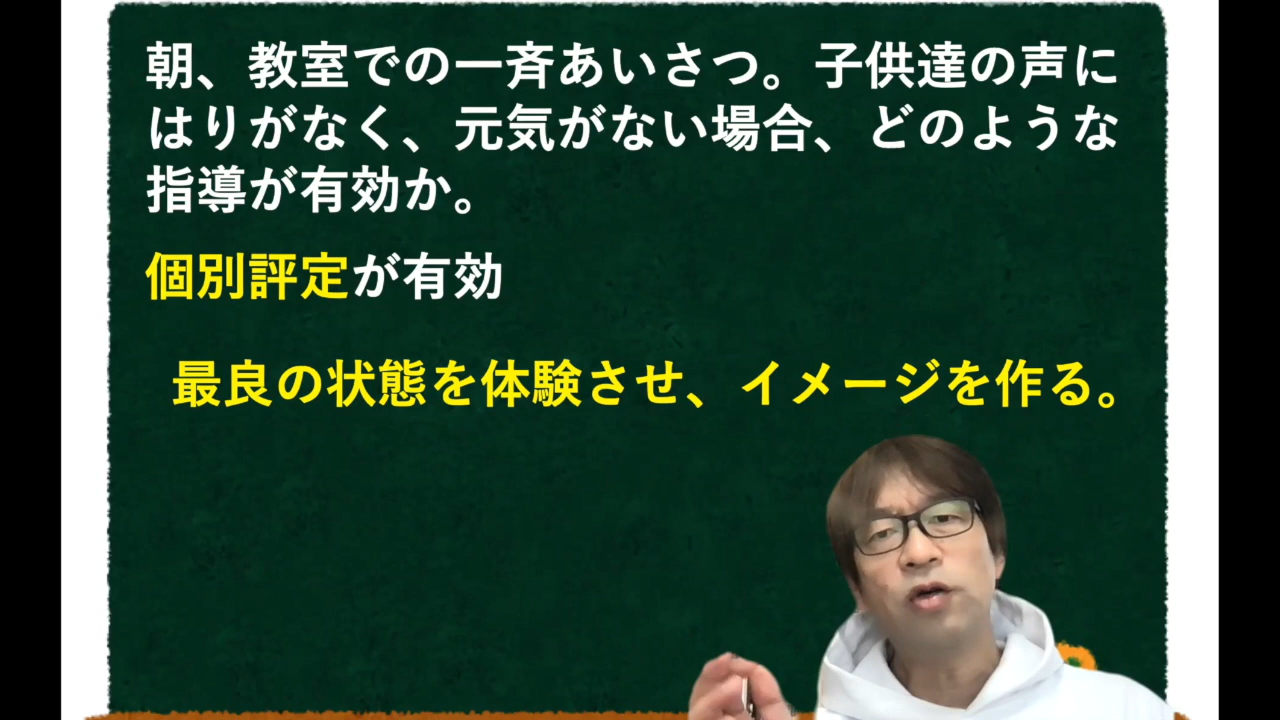 朝、教室での一斉あいさつ。子供達の声に
はりがなく、元気がない場合、どのような
指導が有効か。
個別評定が有効
最良の状態を体験させ、イメージを作る。